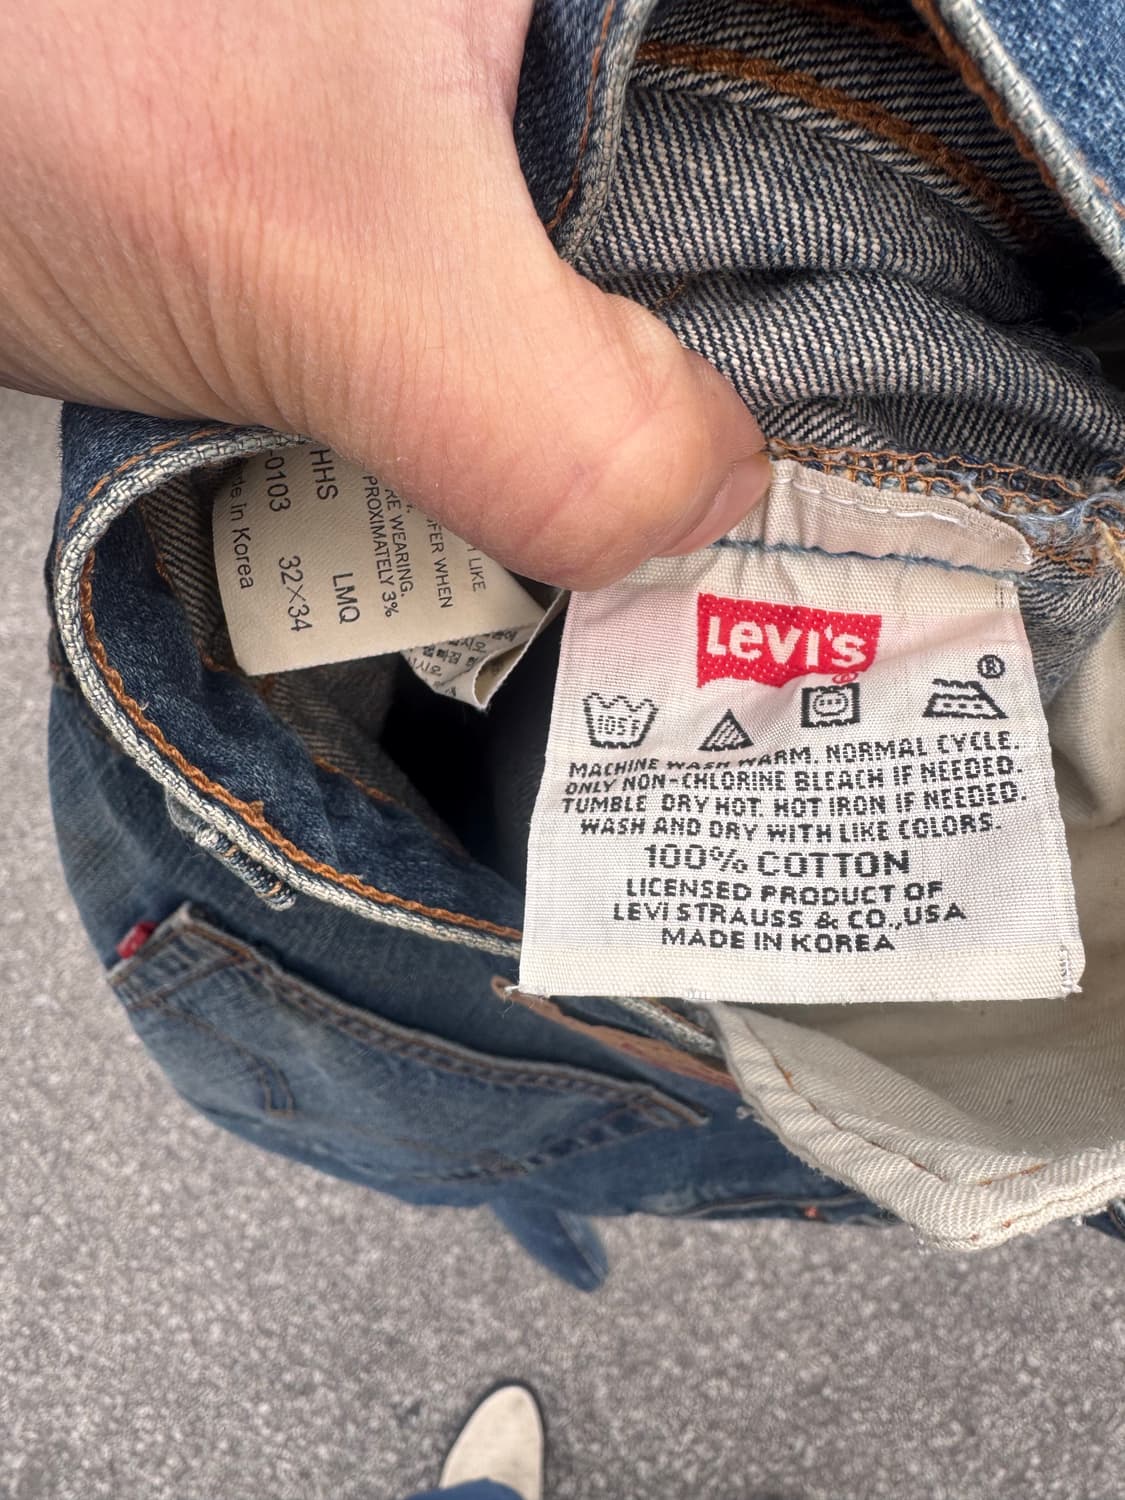 HHS
-0103 32×34
LMQ
in Korea
WEARING.
PROXIMATELY 3%
WHEN
LIKE
Levi's
®
105
MACHINE WASH WARM. NORMAL CYCLE.
ONLY NON-CHLORINE BLEACH IF NEEDED.
TUMBLE DRY HOT. HOT IRON IF NEEDED.
WASH AND DRY WITH LIKE COLORS.
100% COTTON
LICENSED PRODUCT OF
LEVI STRAUSS & CO.,USA
MADE IN KOREA